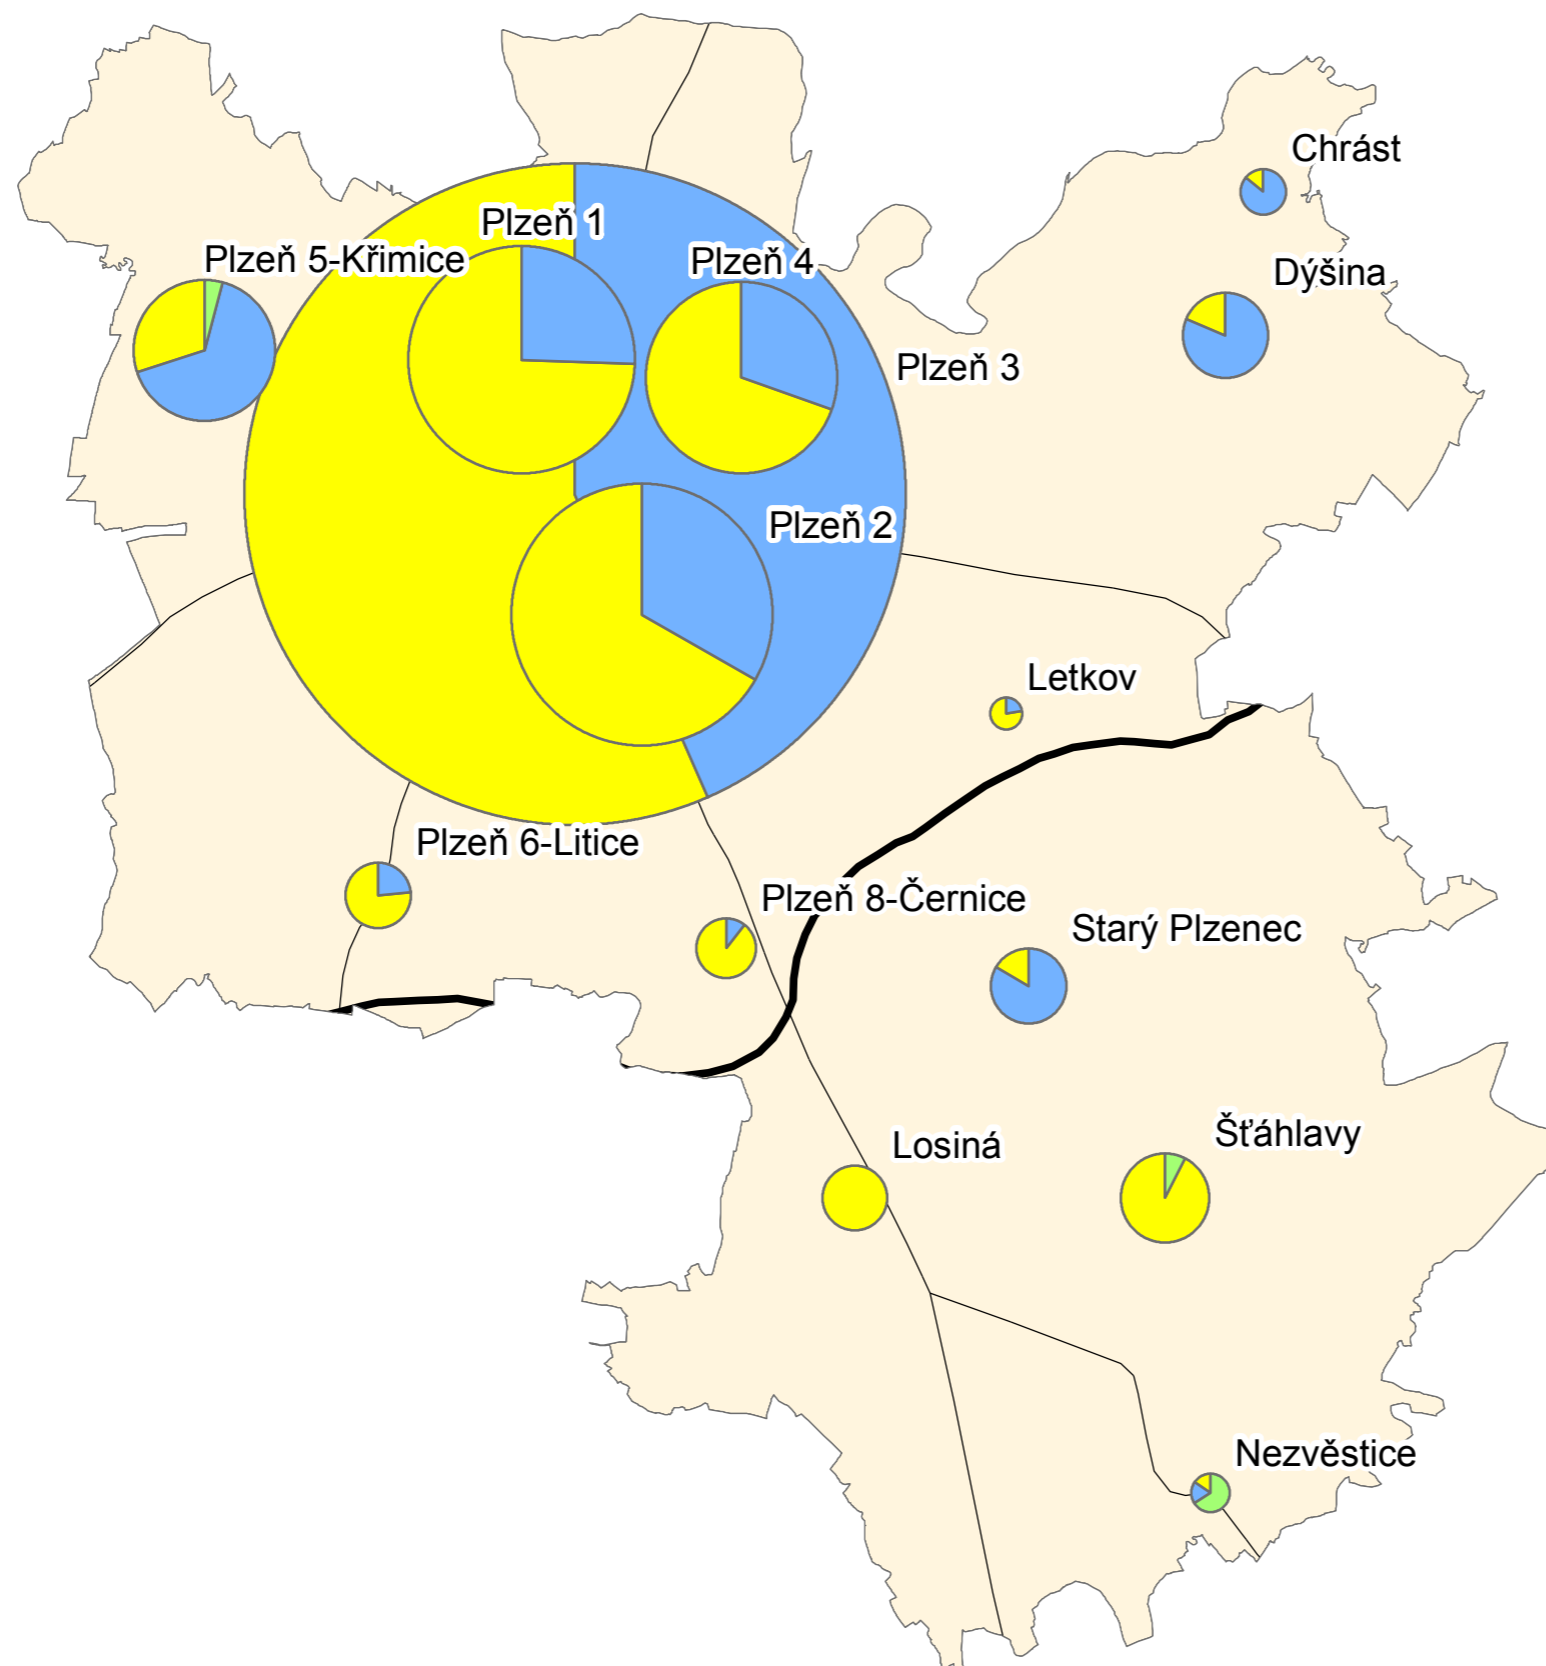 Chrást
Plzeň 1
Plzeň 5-Křimice
Plzeň 4
Dýšina
Plzeň 3
Plzeň 2
Letkov
Plzeň 6-Litice
Plzeň 8-Černice
Starý Plzenec
Šťáhlavy
Losiná
Nezvěstice